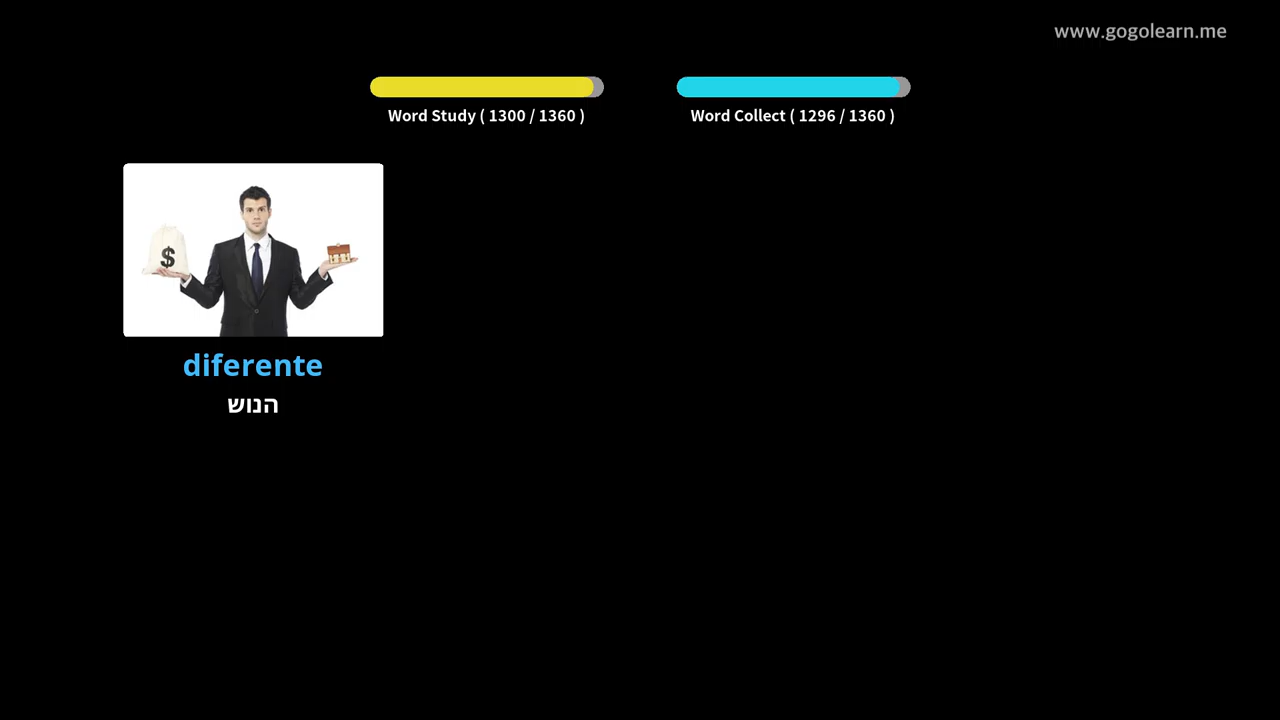 www.gogolearn.me
Word Study ( 1300 / 1360 )
Word Collect ( 1296 / 1360 )
$
diferente
הנוש